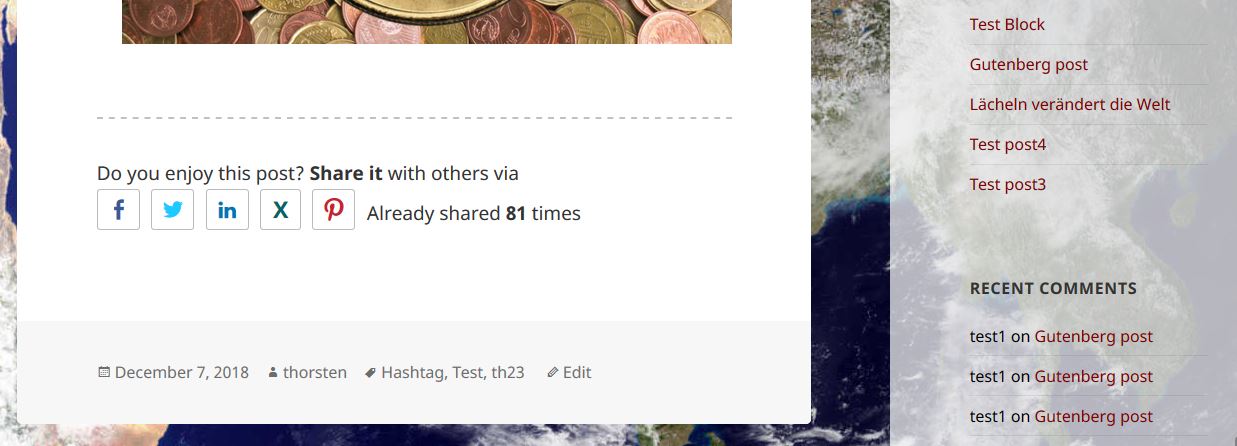 Do you enjoy this post? Share it with others via
f in X Already shared 81 times
December 7, 2018 thorsten Hashtag, Test, th23 Edit
Test Block
Gutenberg post
Lächeln verändert die Welt
Test post4
Test post3
RECENT COMMENTS
test1 on Gutenberg post
test1 on Gutenberg post
test1 on Gutenberg post